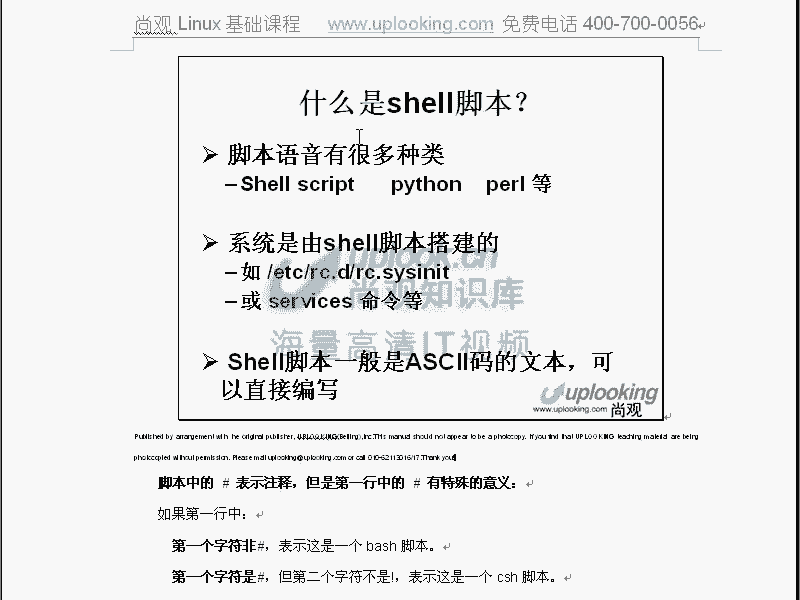 尚观 Linux 基础课程 www.uplooking.com 免费电话 400-700-0056
什么是shell脚本？
➢ 脚本语音有很多种类
–Shell script python perl 等
➢ 系统是由shell脚本搭建的
–如 /etc/rc.d/rc.sysinit
–或 services 命令等
uplook.cn
尚观知识库
海量高清IT视频
➢ Shell脚本一般是ASCII码的文本，可
以直接编写
uplooking
www.uplooking.com 尚观
Published by arrangement with the original publisher, UPLOOKING(Beijing),Inc.This manual should not appear to be a photocopy. If you find that UPLOOKING teaching material are being
photocopied without permission. Please mail uplooking@uplooking.com or call 010-62113016/17.Thank you!
脚本中的 # 表示注释，但是第一行中的 # 有特殊的意义：
如果第一行中：
第一个字符非#，表示这是一个 bash 脚本。
第一个字符是#，但第二个字符不是!，表示这是一个 csh 脚本。